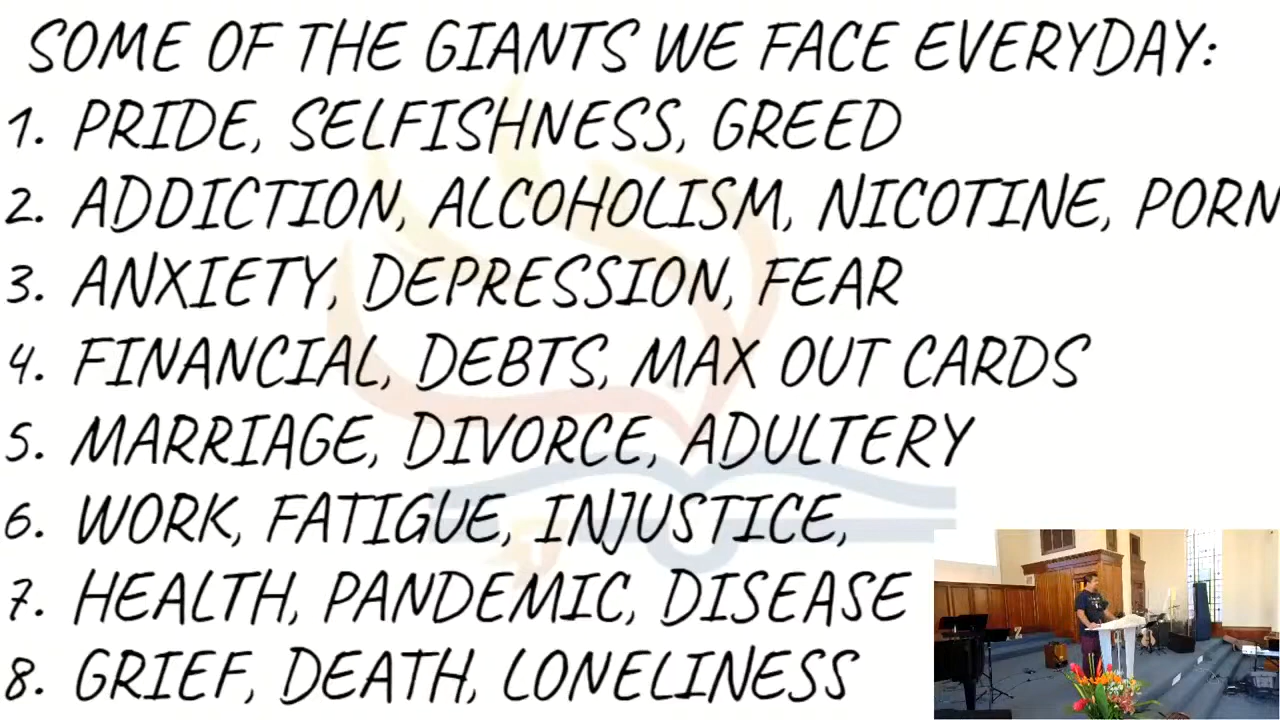 SOME OF THE GIANTS WE FACE EVERYDAY:
1. PRIDE, SELFISHNESS, GREED
2. ADDICTION, ALCOHOLISM, NICOTINE, PORN
3. ANXIETY, DEPRESSION, FEAR
4. FINANCIAL, DEBTS, MAX OUT CARDS
5. MARRIAGE, DIVORCE, ADULTERY
6. WORK, FATIGUE, INJUSTICE,
7. HEALTH, PANDEMIC, DISEASE
8. GRIEF, DEATH, LONELINESS